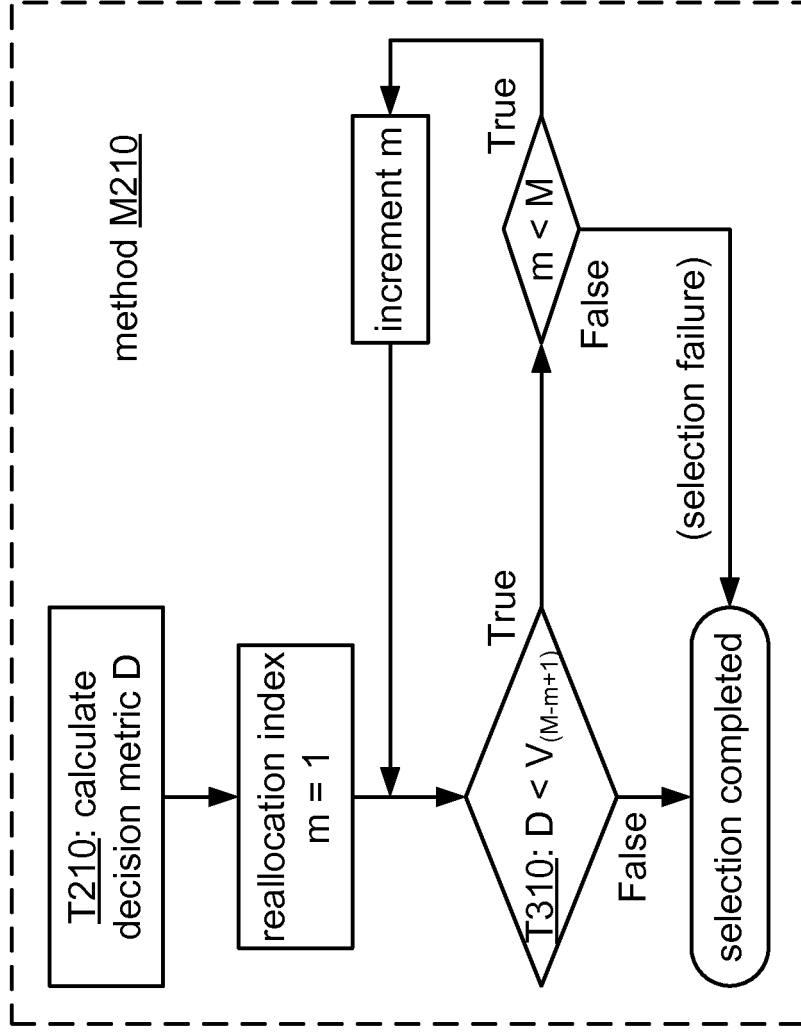 method M210
T210: calculate
decision metric D
reallocation index
m = 1
increment m
T310: D < V(M-m+1)
True
False
m < M
True
False
(selection failure)
selection completed